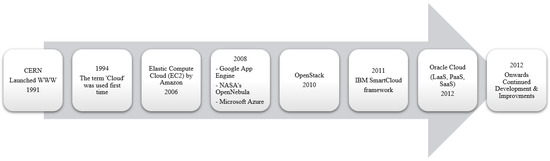 CERN
Launched WWW
1991
1994
The term 'Cloud'
was used first
time
Elastic Compute
Cloud (EC2) by
Amazon
2006
2008
- Google App
Engine
- NASA's
OpenNebula
- Microsoft Azure
OpenStack
2010
2011
IBM SmartCloud
framework
Oracle Cloud
(LaaS, PaaS,
SaaS)
2012
2012
Onwards
Continued
Development &
Improvments